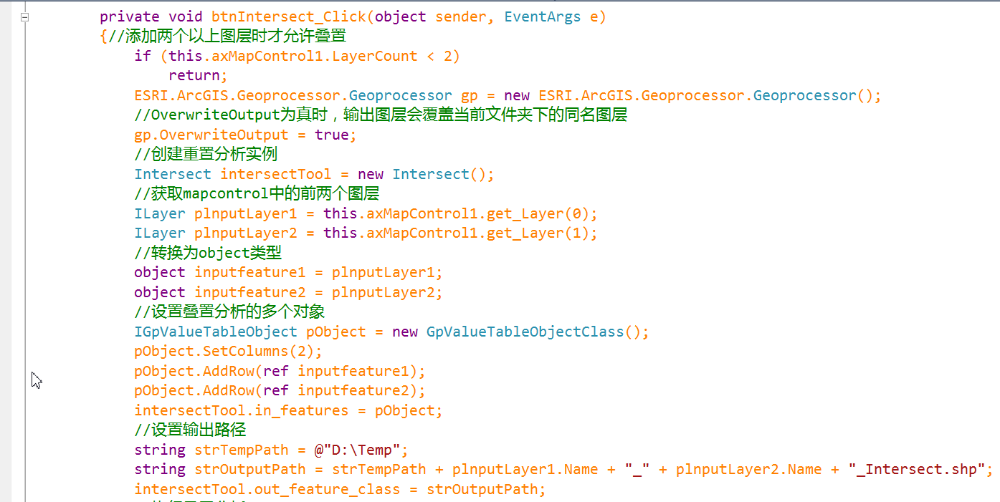 private void btnIntersect_Click(object sender, EventArgs e)
{//添加两个以上图层时才允许叠置
if (this.axMapControl1.LayerCount < 2)
return;
ESRI.ArcGIS.Geoprocessor.Geoprocessor gp = new ESRI.ArcGIS.Geoprocessor.Geoprocessor();
//OverwriteOutput为真时，输出图层会覆盖当前文件夹下的同名图层
gp.OverwriteOutput = true;
//创建重置分析实例
Intersect intersectTool = new Intersect();
//获取mapcontrol中的前两个图层
ILayer plnputLayer1 = this.axMapControl1.get_Layer(0);
ILayer plnputLayer2 = this.axMapControl1.get_Layer(1);
//转换为object类型
object inputfeature1 = plnputLayer1;
object inputfeature2 = plnputLayer2;
//设置叠置分析的多个对象
IGpValueTableObject pObject = new GpValueTableObjectClass();
pObject.SetColumns(2);
pObject.AddRow(ref inputfeature1);
pObject.AddRow(ref inputfeature2);
intersectTool.in_features = pObject;
//设置输出路径
string strTempPath = @"D:\Temp";
string strOutputPath = strTempPath + plnputLayer1.Name + "_" + plnputLayer2.Name + "_Intersect.shp";
intersectTool.out_feature_class = strOutputPath;